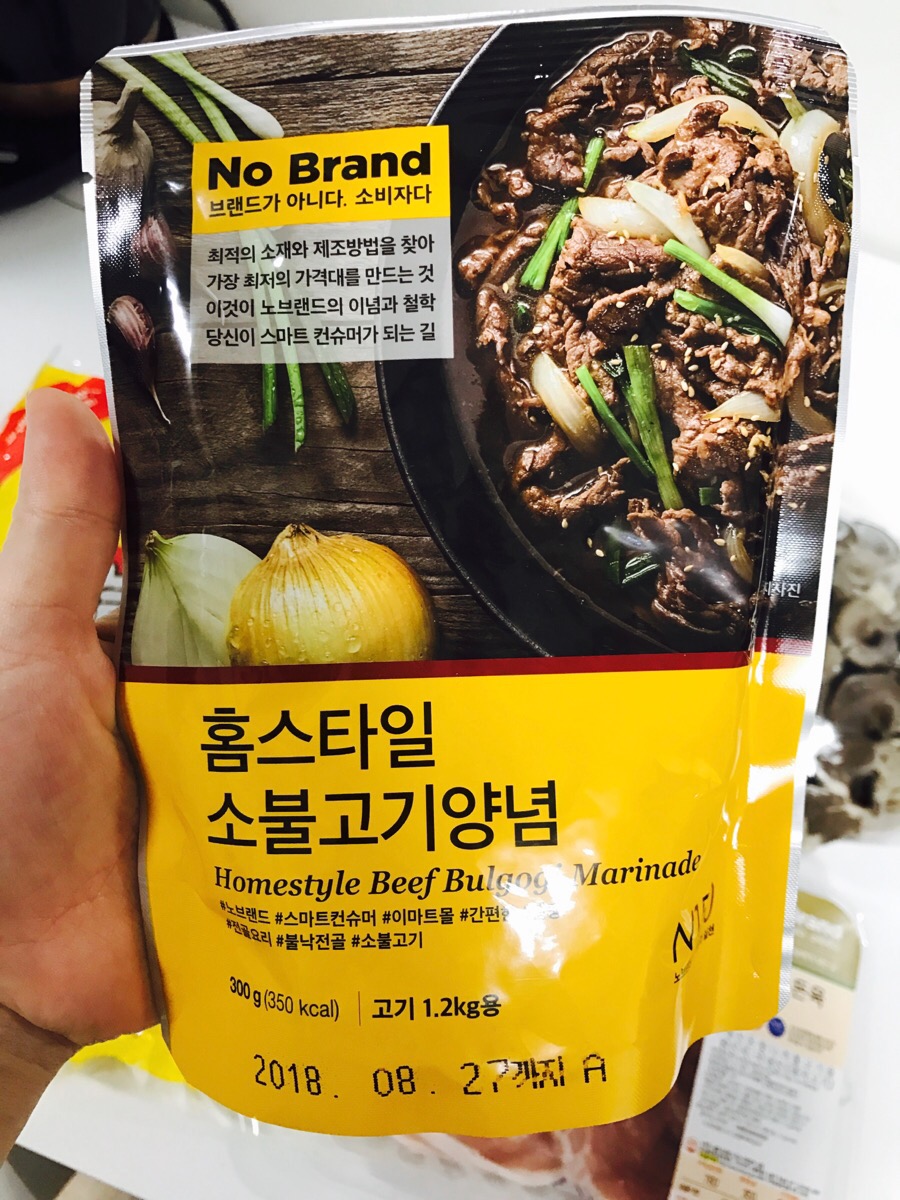 No Brand
브랜드가 아니다. 소비자다
최적의 소재와 제조방법을 찾아
가장 최저의 가격대를 만드는 것
이것이 노브랜드의 이념과 철학
당신이 스마트 컨슈머가 되는 길
홈스타일
소불고기양념
Homestyle Beef Bulgogi Marinade
#노브랜드 #스마트컨슈머 #이마트몰
#전골요리 #불낙전골 #소불고기
300 g (350 kcal) 고기 1.2kg용
2018. 08. 27까지 A